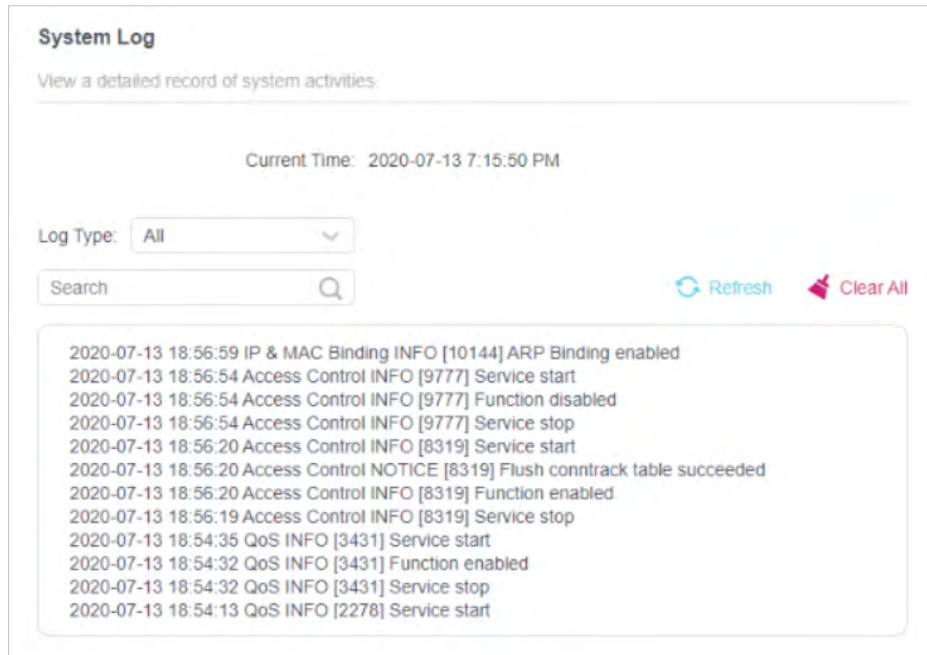 System Log
View a detailed record of system activities.
Current Time: 2020-07-13 7:15:50 PM
Log Type: All
Search
Refresh Clear All
2020-07-13 18:56:59 IP & MAC Binding INFO [10144] ARP Binding enabled
2020-07-13 18:56:54 Access Control INFO [9777] Service start
2020-07-13 18:56:54 Access Control INFO [9777] Function disabled
2020-07-13 18:56:54 Access Control INFO [9777] Service stop
2020-07-13 18:56:20 Access Control INFO [8319] Service start
2020-07-13 18:56:20 Access Control NOTICE [8319] Flush conntrack table succeeded
2020-07-13 18:56:20 Access Control INFO [8319] Function enabled
2020-07-13 18:56:19 Access Control INFO [8319] Service stop
2020-07-13 18:54:35 QoS INFO [3431] Service start
2020-07-13 18:54:32 QoS INFO [3431] Function enabled
2020-07-13 18:54:32 QoS INFO [3431] Service stop
2020-07-13 18:54:13 QoS INFO [2278] Service start